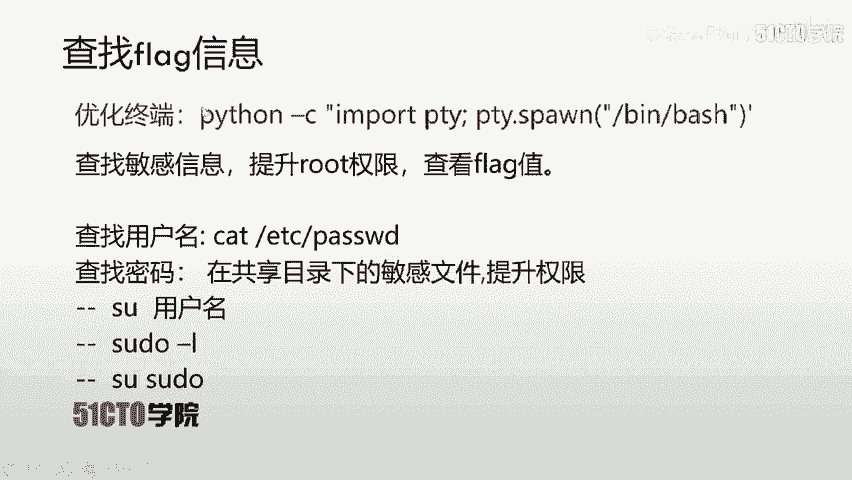 51CTO学院
查找flag信息
优化终端：python –c "import pty; pty.spawn("/bin/bash")'
查找敏感信息，提升root权限，查看flag值。
查找用户名: cat /etc/passwd
查找密码： 在共享目录下的敏感文件,提升权限
-- su 用户名
-- sudo –l
-- su sudo
51CTO学院